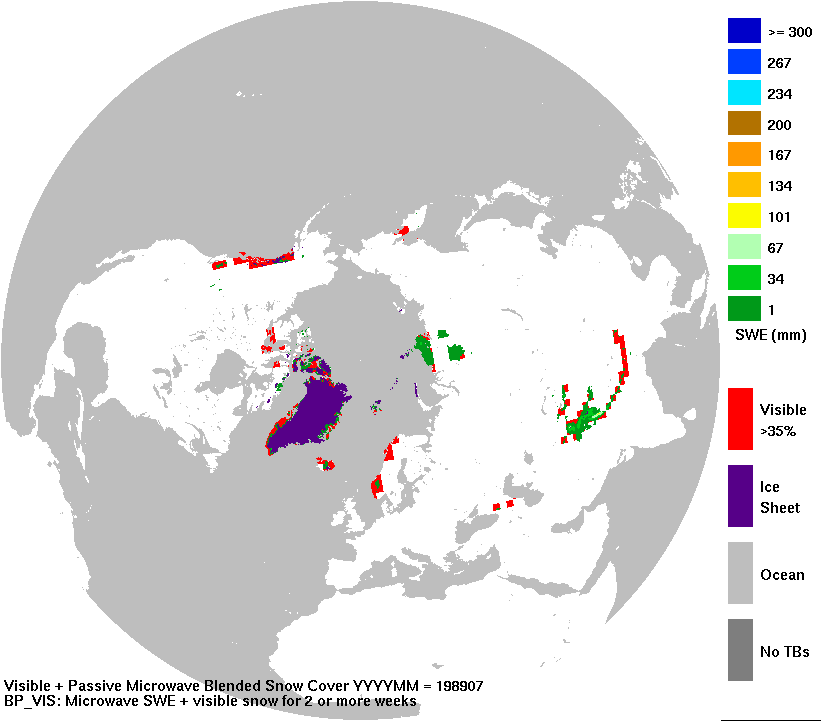 >= 300
267
234
200
167
134
101
67
34
1
SWE (mm)
Visible
>35%
Ice
Sheet
Ocean
No TBs
Visible + Passive Microwave Blended Snow Cover YYYYMM = 198907
BP_VIS: Microwave SWE + visible snow for 2 or more weeks